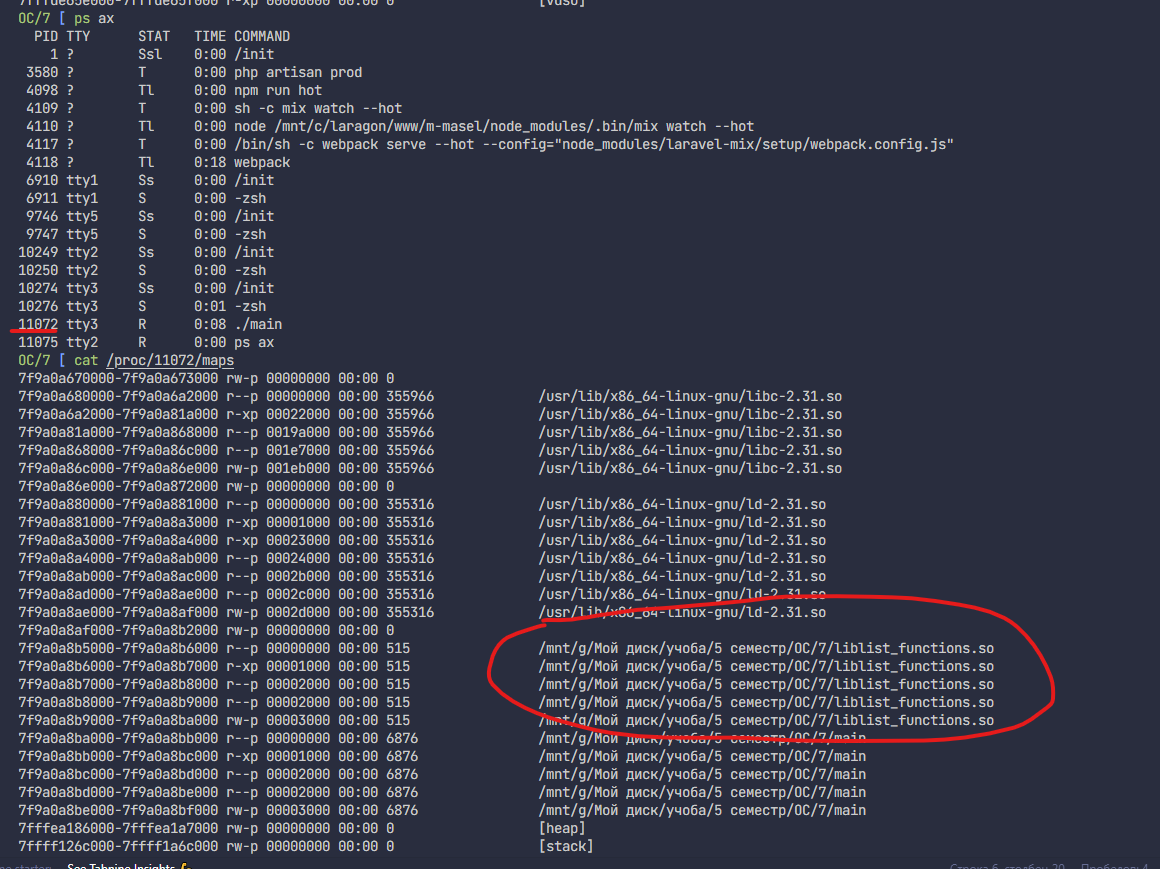 7fffde65e000-7fffde65f000 r-xp 00000000 00:00 0 [vdso]
OC/7 [ ps ax
PID TTY STAT TIME COMMAND
1 ? Ssl 0:00 /init
3580 ? T 0:00 php artisan prod
4098 ? Tl 0:00 npm run hot
4109 ? T 0:00 sh -c mix watch --hot
4110 ? Tl 0:00 node /mnt/c/laragon/www/m-masel/node_modules/.bin/mix watch --hot
4117 ? T 0:00 /bin/sh -c webpack serve --hot --config="node_modules/laravel-mix/setup/webpack.config.js"
4118 ? Tl 0:18 webpack
6910 tty1 Ss 0:00 /init
6911 tty1 S 0:00 -zsh
9746 tty5 Ss 0:00 /init
9747 tty5 S 0:00 -zsh
10249 tty2 Ss 0:00 /init
10250 tty2 S 0:00 -zsh
10274 tty3 Ss 0:00 /init
10276 tty3 S 0:01 -zsh
11072 tty3 R 0:08 ./main
11075 tty2 R 0:00 ps ax
OC/7 [ cat /proc/11072/maps
7f9a0a670000-7f9a0a673000 rw-p 00000000 00:00 0
7f9a0a680000-7f9a0a6a2000 r--p 00000000 00:00 355966 /usr/lib/x86_64-linux-gnu/libc-2.31.so
7f9a0a6a2000-7f9a0a81a000 r-xp 00022000 00:00 355966 /usr/lib/x86_64-linux-gnu/libc-2.31.so
7f9a0a81a000-7f9a0a868000 r--p 0019a000 00:00 355966 /usr/lib/x86_64-linux-gnu/libc-2.31.so
7f9a0a868000-7f9a0a86c000 r--p 001e7000 00:00 355966 /usr/lib/x86_64-linux-gnu/libc-2.31.so
7f9a0a86c000-7f9a0a86e000 rw-p 001eb000 00:00 355966 /usr/lib/x86_64-linux-gnu/libc-2.31.so
7f9a0a86e000-7f9a0a872000 rw-p 00000000 00:00 0
7f9a0a880000-7f9a0a881000 r--p 00000000 00:00 355316 /usr/lib/x86_64-linux-gnu/ld-2.31.so
7f9a0a881000-7f9a0a8a3000 r-xp 00001000 00:00 355316 /usr/lib/x86_64-linux-gnu/ld-2.31.so
7f9a0a8a3000-7f9a0a8a4000 r-xp 00023000 00:00 355316 /usr/lib/x86_64-linux-gnu/ld-2.31.so
7f9a0a8a4000-7f9a0a8ab000 r--p 00024000 00:00 355316 /usr/lib/x86_64-linux-gnu/ld-2.31.so
7f9a0a8ab000-7f9a0a8ac000 r--p 0002b000 00:00 355316 /usr/lib/x86_64-linux-gnu/ld-2.31.so
7f9a0a8ad000-7f9a0a8ae000 r--p 0002c000 00:00 355316 /usr/lib/x86_64-linux-gnu/ld-2.31.so
7f9a0a8ae000-7f9a0a8af000 rw-p 0002d000 00:00 355316 /usr/lib/x86_64-linux-gnu/ld-2.31.so
7f9a0a8af000-7f9a0a8b2000 rw-p 00000000 00:00 0
7f9a0a8b5000-7f9a0a8b6000 r--p 00000000 00:00 515 /mnt/g/Мой диск/учоба/5 семестр/ОС/7/liblist_functions.so
7f9a0a8b6000-7f9a0a8b7000 r-xp 00001000 00:00 515 /mnt/g/Мой диск/учоба/5 семестр/ОС/7/liblist_functions.so
7f9a0a8b7000-7f9a0a8b8000 r--p 00002000 00:00 515 /mnt/g/Мой диск/учоба/5 семестр/ОС/7/liblist_functions.so
7f9a0a8b8000-7f9a0a8b9000 r--p 00002000 00:00 515 /mnt/g/Мой диск/учоба/5 семестр/ОС/7/liblist_functions.so
7f9a0a8b9000-7f9a0a8ba000 rw-p 00003000 00:00 515 /mnt/g/Мой диск/учоба/5 семестр/ОС/7/liblist_functions.so
7f9a0a8ba000-7f9a0a8bb000 r--p 00000000 00:00 6876 /mnt/g/Мой диск/учоба/5 семестр/ОС/7/main
7f9a0a8bb000-7f9a0a8bc000 r-xp 00001000 00:00 6876 /mnt/g/Мой диск/учоба/5 семестр/ОС/7/main
7f9a0a8bc000-7f9a0a8bd000 r--p 00002000 00:00 6876 /mnt/g/Мой диск/учоба/5 семестр/ОС/7/main
7f9a0a8bd000-7f9a0a8be000 r--p 00002000 00:00 6876 /mnt/g/Мой диск/учоба/5 семестр/ОС/7/main
7f9a0a8be000-7f9a0a8bf000 rw-p 00003000 00:00 6876 /mnt/g/Мой диск/учоба/5 семестр/ОС/7/main
7fffea186000-7fffea1a7000 rw-p 00000000 00:00 0 [heap]
7ffff126c000-7ffff1a6c000 rw-p 00000000 00:00 0 [stack]
See Tabnine Insights